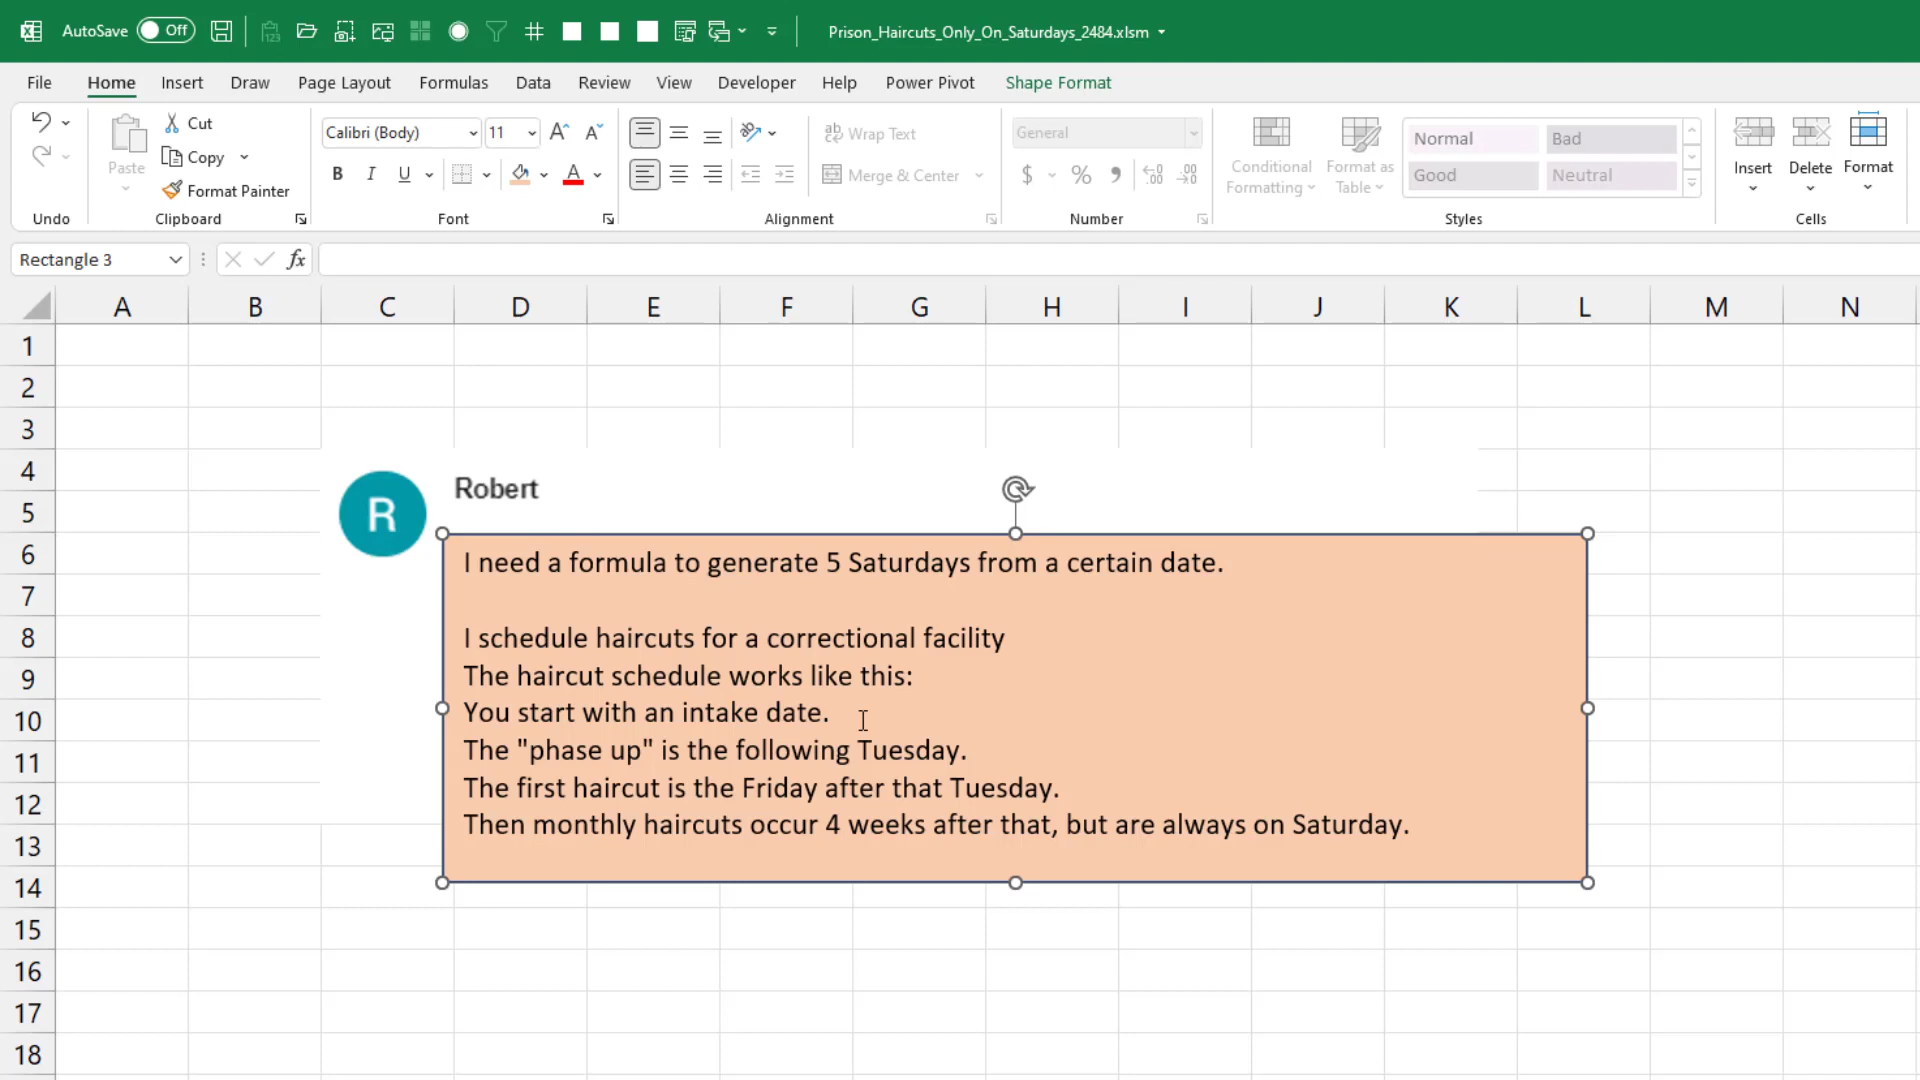 AutoSave Off Prison_Haircuts_Only_On_Saturdays_2484.xlsm
File Home Insert Draw Page Layout Formulas Data Review View Developer Help Power Pivot Shape Format
Paste
Cut
Copy
Format Painter
Calibri (Body) 11
B I U A
Wrap Text
Merge & Center
General
$ %
Conditional Formatting
Format as Table
Normal Bad
Good Neutral
Insert Delete Format
Undo Clipboard Font Alignment Number Styles Cells
Rectangle 3 fx
A B C D E F G H I J K L M N
1
2
3
4
5
6
7
8
9
10
11
12
13
14
15
16
17
18
R
Robert
I need a formula to generate 5 Saturdays from a certain date.
I schedule haircuts for a correctional facility
The haircut schedule works like this:
You start with an intake date.
The "phase up" is the following Tuesday.
The first haircut is the Friday after that Tuesday.
Then monthly haircuts occur 4 weeks after that, but are always on Saturday.